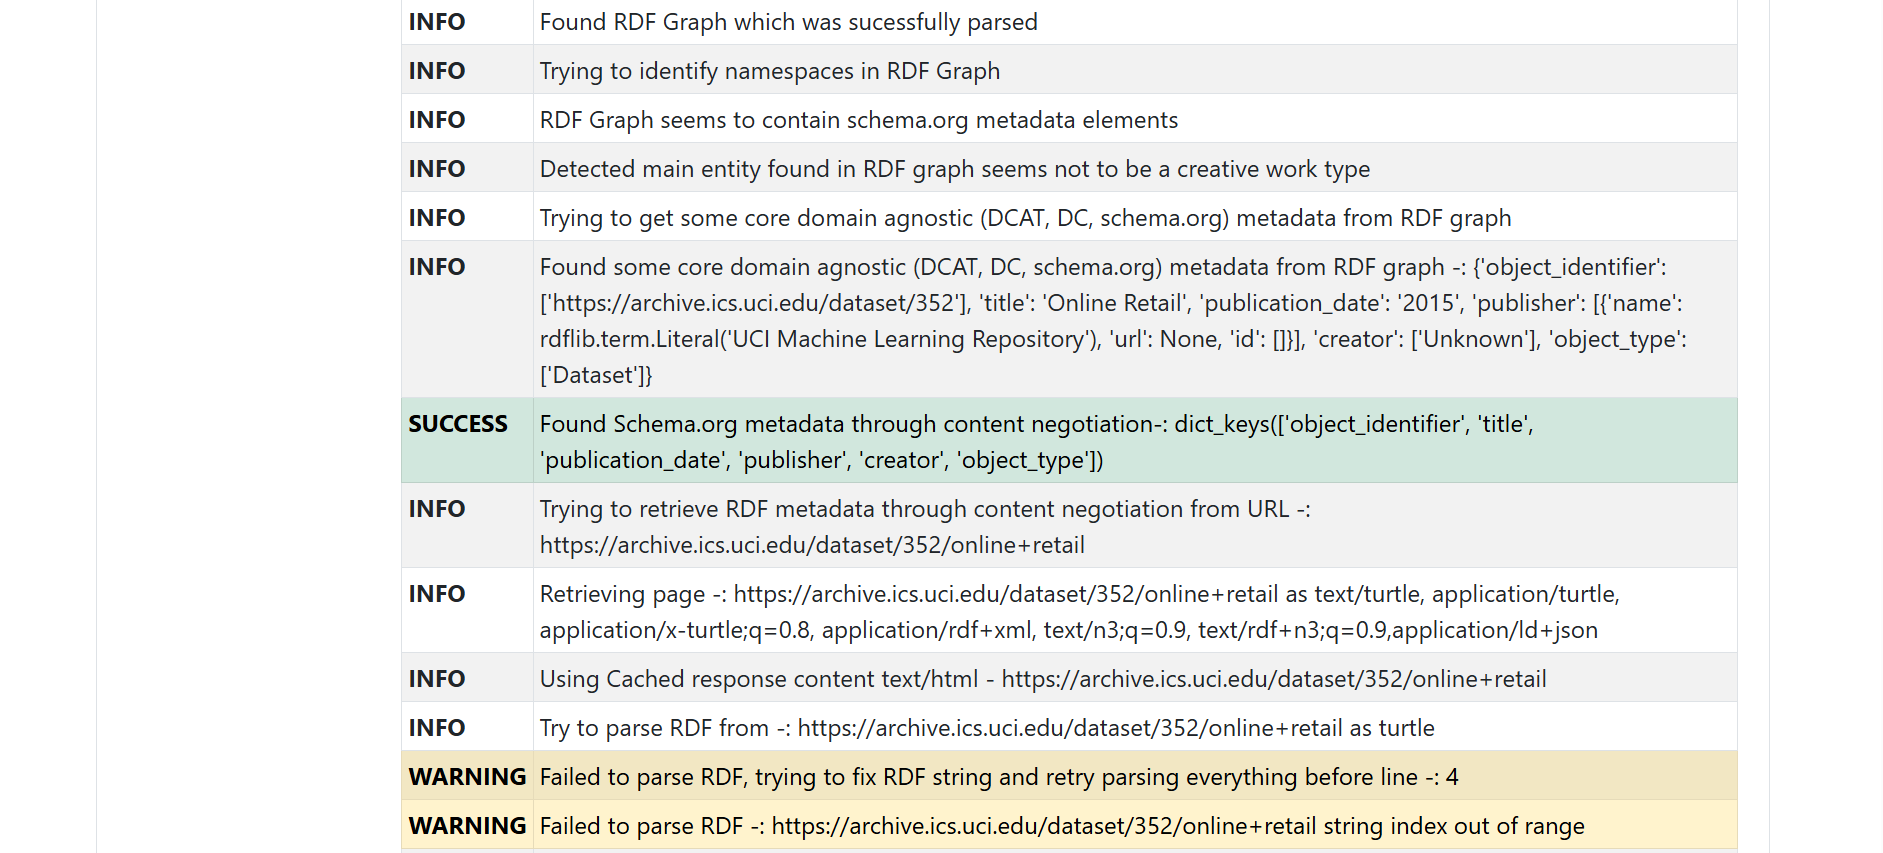 INFO Found RDF Graph which was sucessfully parsed
INFO Trying to identify namespaces in RDF Graph
INFO RDF Graph seems to contain schema.org metadata elements
INFO Detected main entity found in RDF graph seems not to be a creative work type
INFO Trying to get some core domain agnostic (DCAT, DC, schema.org) metadata from RDF graph
INFO Found some core domain agnostic (DCAT, DC, schema.org) metadata from RDF graph -: {'object_identifier':
['https://archive.ics.uci.edu/dataset/352'], 'title': 'Online Retail', 'publication_date': '2015', 'publisher': [{'name':
rdflib.term.Literal('UCI Machine Learning Repository'), 'url': None, 'id': []}], 'creator': ['Unknown'], 'object_type':
['Dataset']}
SUCCESS Found Schema.org metadata through content negotiation-: dict_keys(['object_identifier', 'title',
'publication_date', 'publisher', 'creator', 'object_type'])
INFO Trying to retrieve RDF metadata through content negotiation from URL -:
https://archive.ics.uci.edu/dataset/352/online+retail
INFO Retrieving page -: https://archive.ics.uci.edu/dataset/352/online+retail as text/turtle, application/turtle,
application/x-turtle;q=0.8, application/rdf+xml, text/n3;q=0.9, text/rdf+n3;q=0.9,application/ld+json
INFO Using Cached response content text/html - https://archive.ics.uci.edu/dataset/352/online+retail
INFO Try to parse RDF from -: https://archive.ics.uci.edu/dataset/352/online+retail as turtle
WARNING Failed to parse RDF, trying to fix RDF string and retry parsing everything before line -: 4
WARNING Failed to parse RDF -: https://archive.ics.uci.edu/dataset/352/online+retail string index out of range